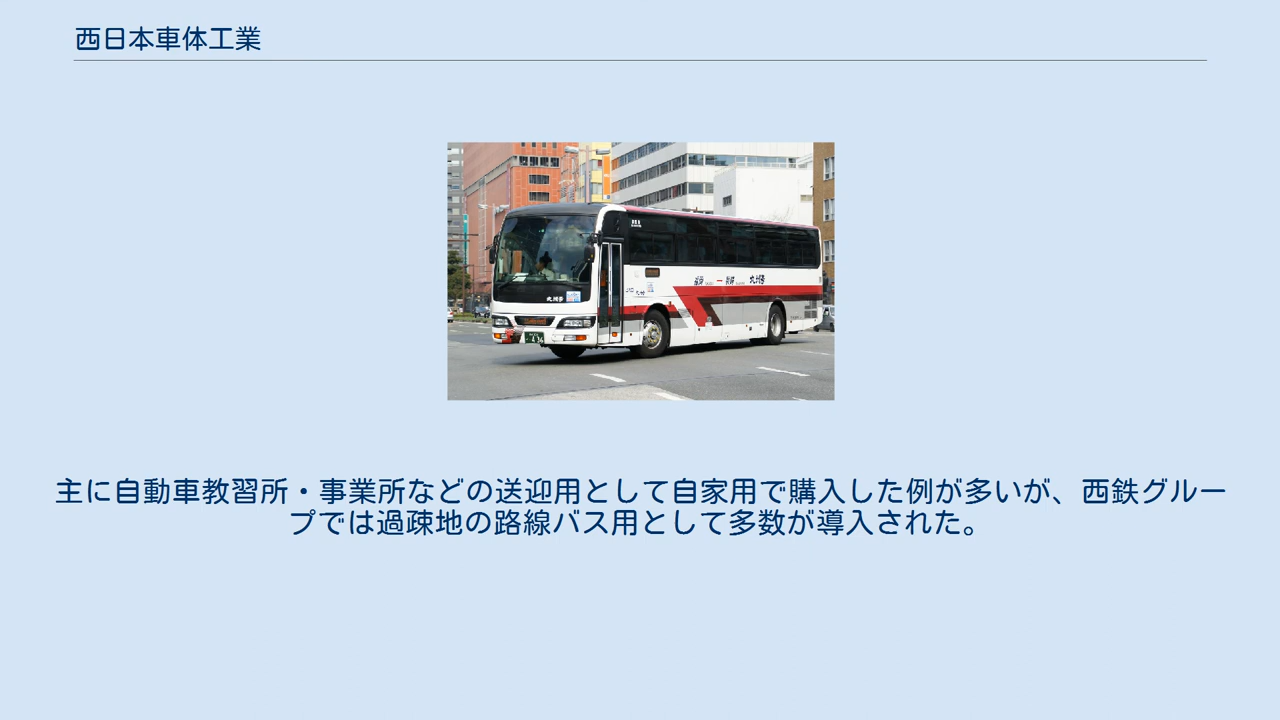 西日本車体工業
九州号
主に自動車教習所・事業所などの送迎用として自家用で購入した例が多いが、西鉄グルー
プでは過疎地の路線バス用として多数が導入された。